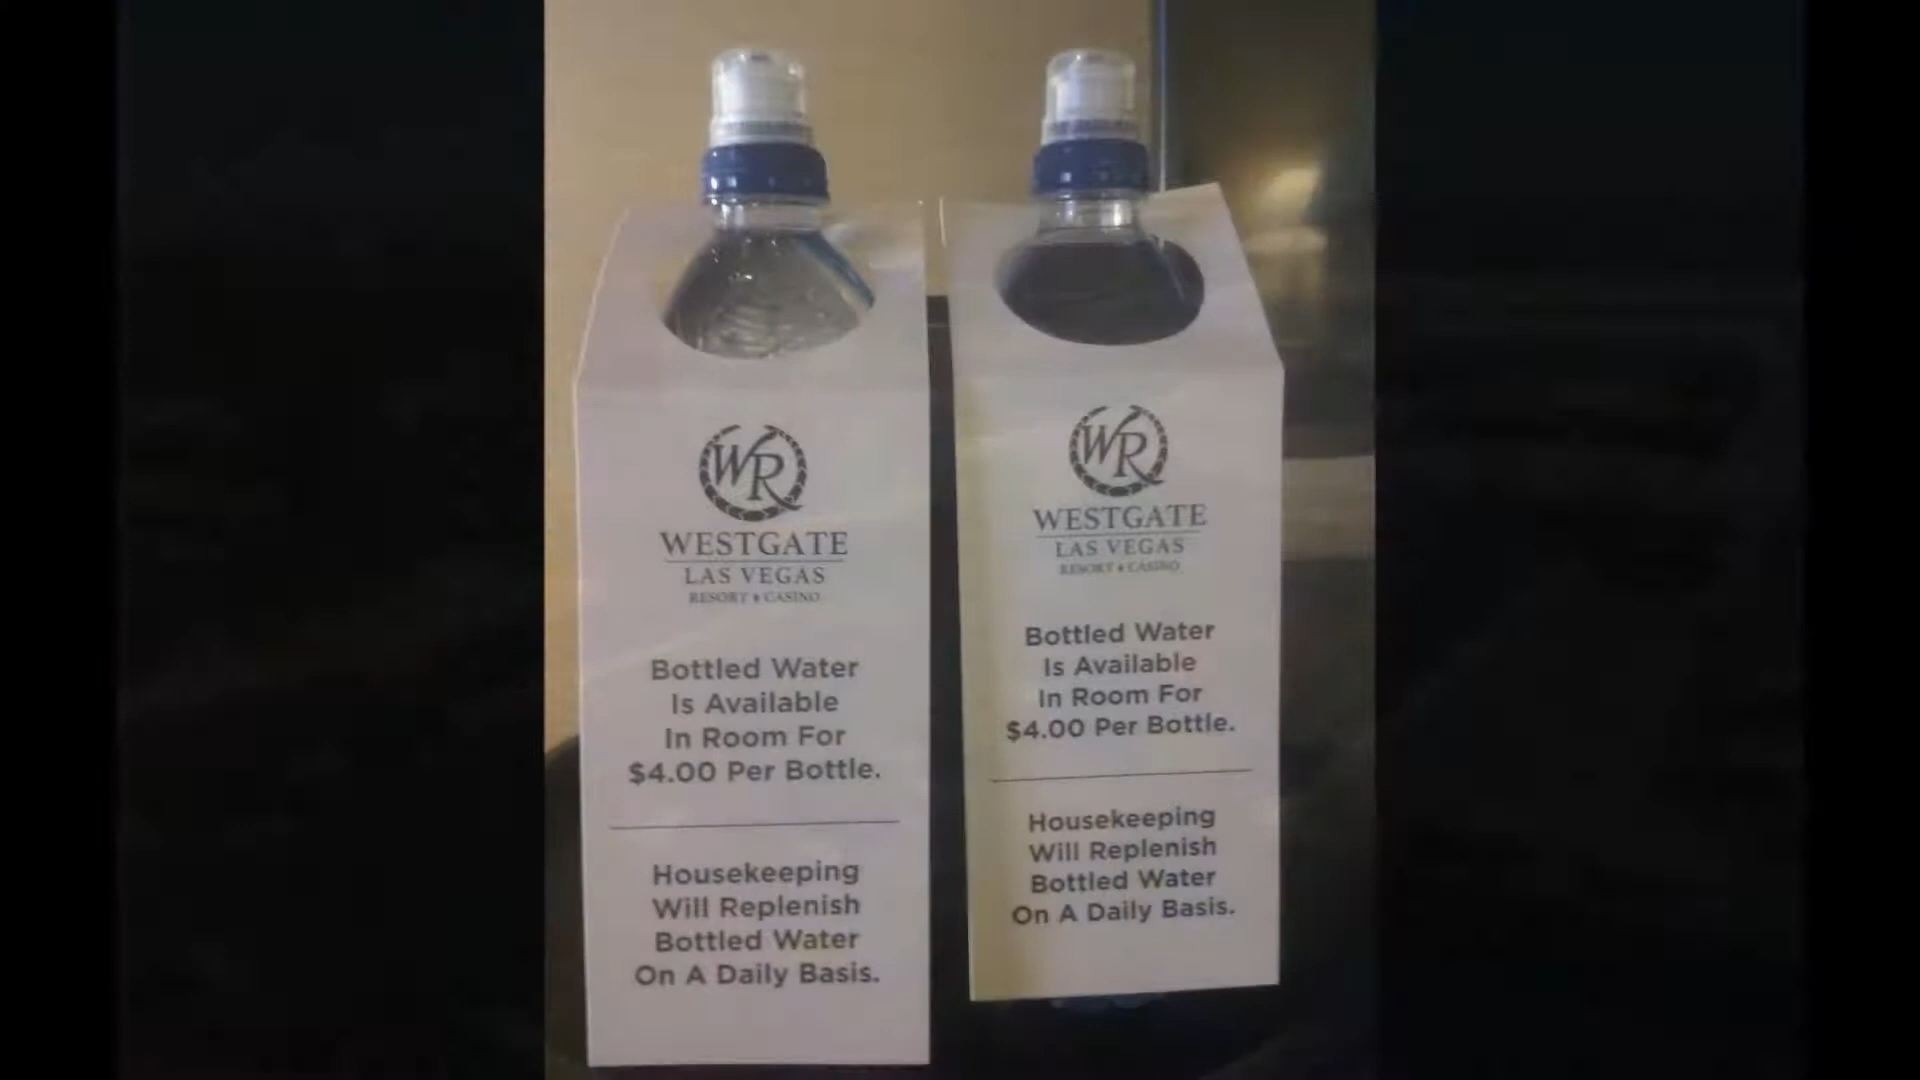 WR
WESTGATE
LAS VEGAS
RESORT & CASINO
Bottled Water
Is Available
In Room For
$4.00 Per Bottle.
Housekeeping
Will Replenish
Bottled Water
On A Daily Basis.
WR
WESTGATE
LAS VEGAS
RESORT & CASINO
Bottled Water
Is Available
In Room For
$4.00 Per Bottle.
Housekeeping
Will Replenish
Bottled Water
On A Daily Basis.